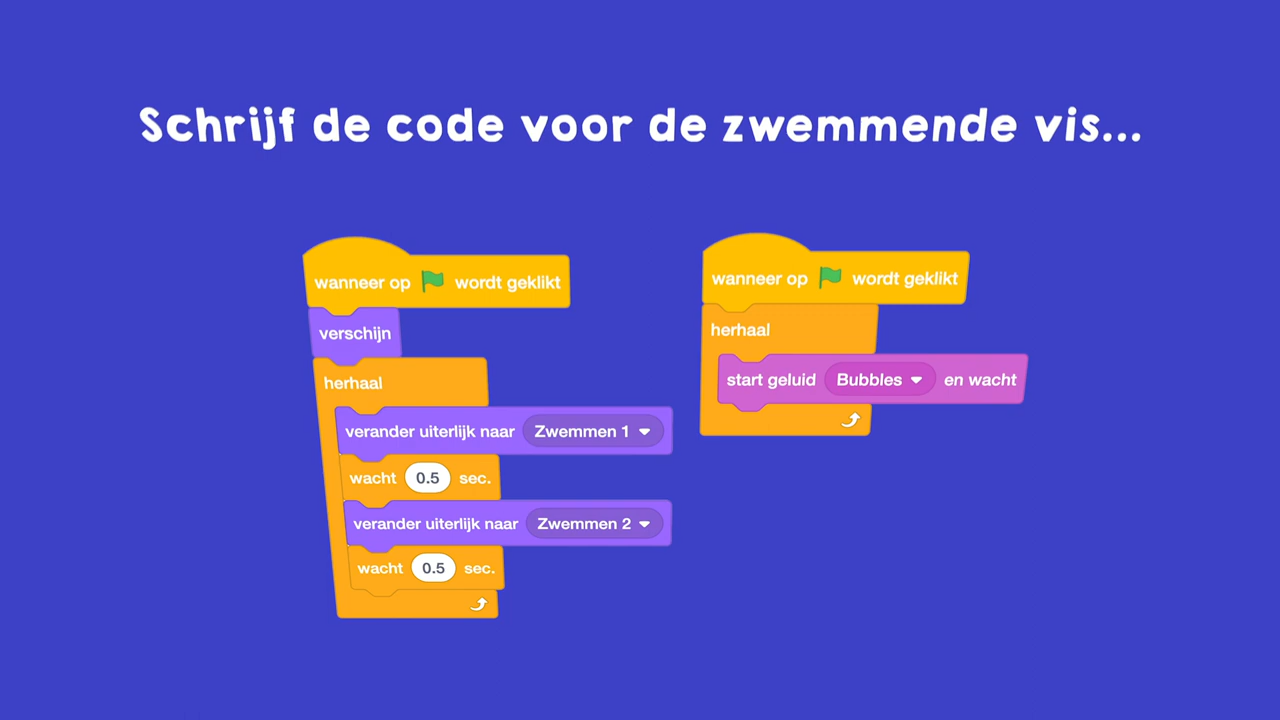 Schrijf de code voor de zwemmende vis...
wanneer op wordt geklikt
verschijn
herhaal
verander uiterlijk naar Zwemmen 1
wacht 0.5 sec.
verander uiterlijk naar Zwemmen 2
wacht 0.5 sec.
wanneer op wordt geklikt
herhaal
start geluid Bubbles en wacht